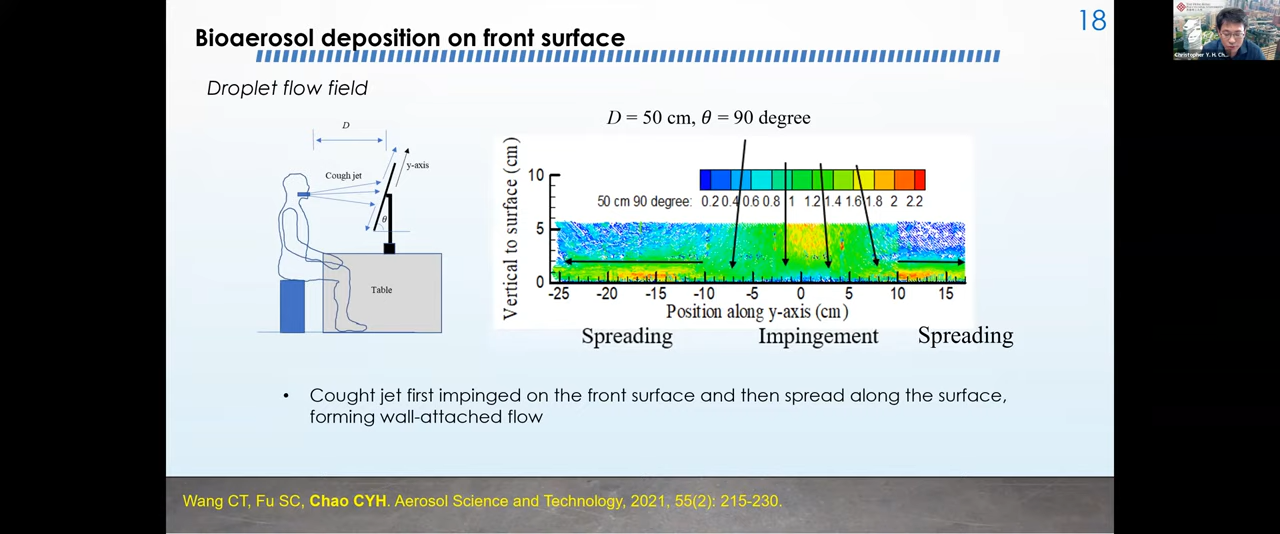 18
Bioaerosol deposition on front surface
Droplet flow field
D
y-axis
Cough jet
θ
Table
D = 50 cm, θ = 90 degree
Vertical to surface (cm)
10
5
0
50 cm 90 degree: 0.2 0.4 0.6 0.8 1 1.2 1.4 1.6 1.8 2 2.2
-25 -20 -15 -10 -5 0 5 10 15
Position along y-axis (cm)
Spreading Impingement Spreading
• Cought jet first impinged on the front surface and then spread along the surface,
forming wall-attached flow
Wang CT, Fu SC, Chao CYH. Aerosol Science and Technology, 2021, 55(2): 215-230.
Christopher Y. H. Ch...